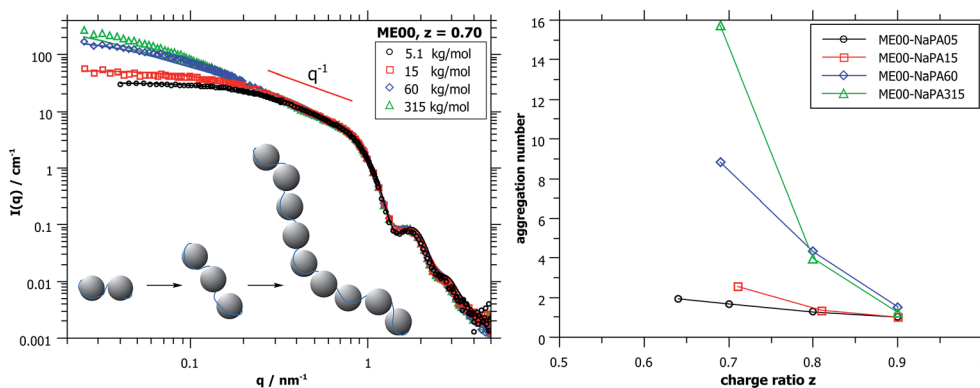 ME00, z = 0.70
5.1 kg/mol
15 kg/mol
60 kg/mol
315 kg/mol
q⁻¹
100
10
1
0.1
0.01
0.001
I(q) / cm⁻¹
0.1
1
q / nm⁻¹
ME00-NaPA05
ME00-NaPA15
ME00-NaPA60
ME00-NaPA315
16
14
12
10
8
6
4
2
0
aggregation number
0.5
0.6
0.7
0.8
0.9
1
charge ratio z